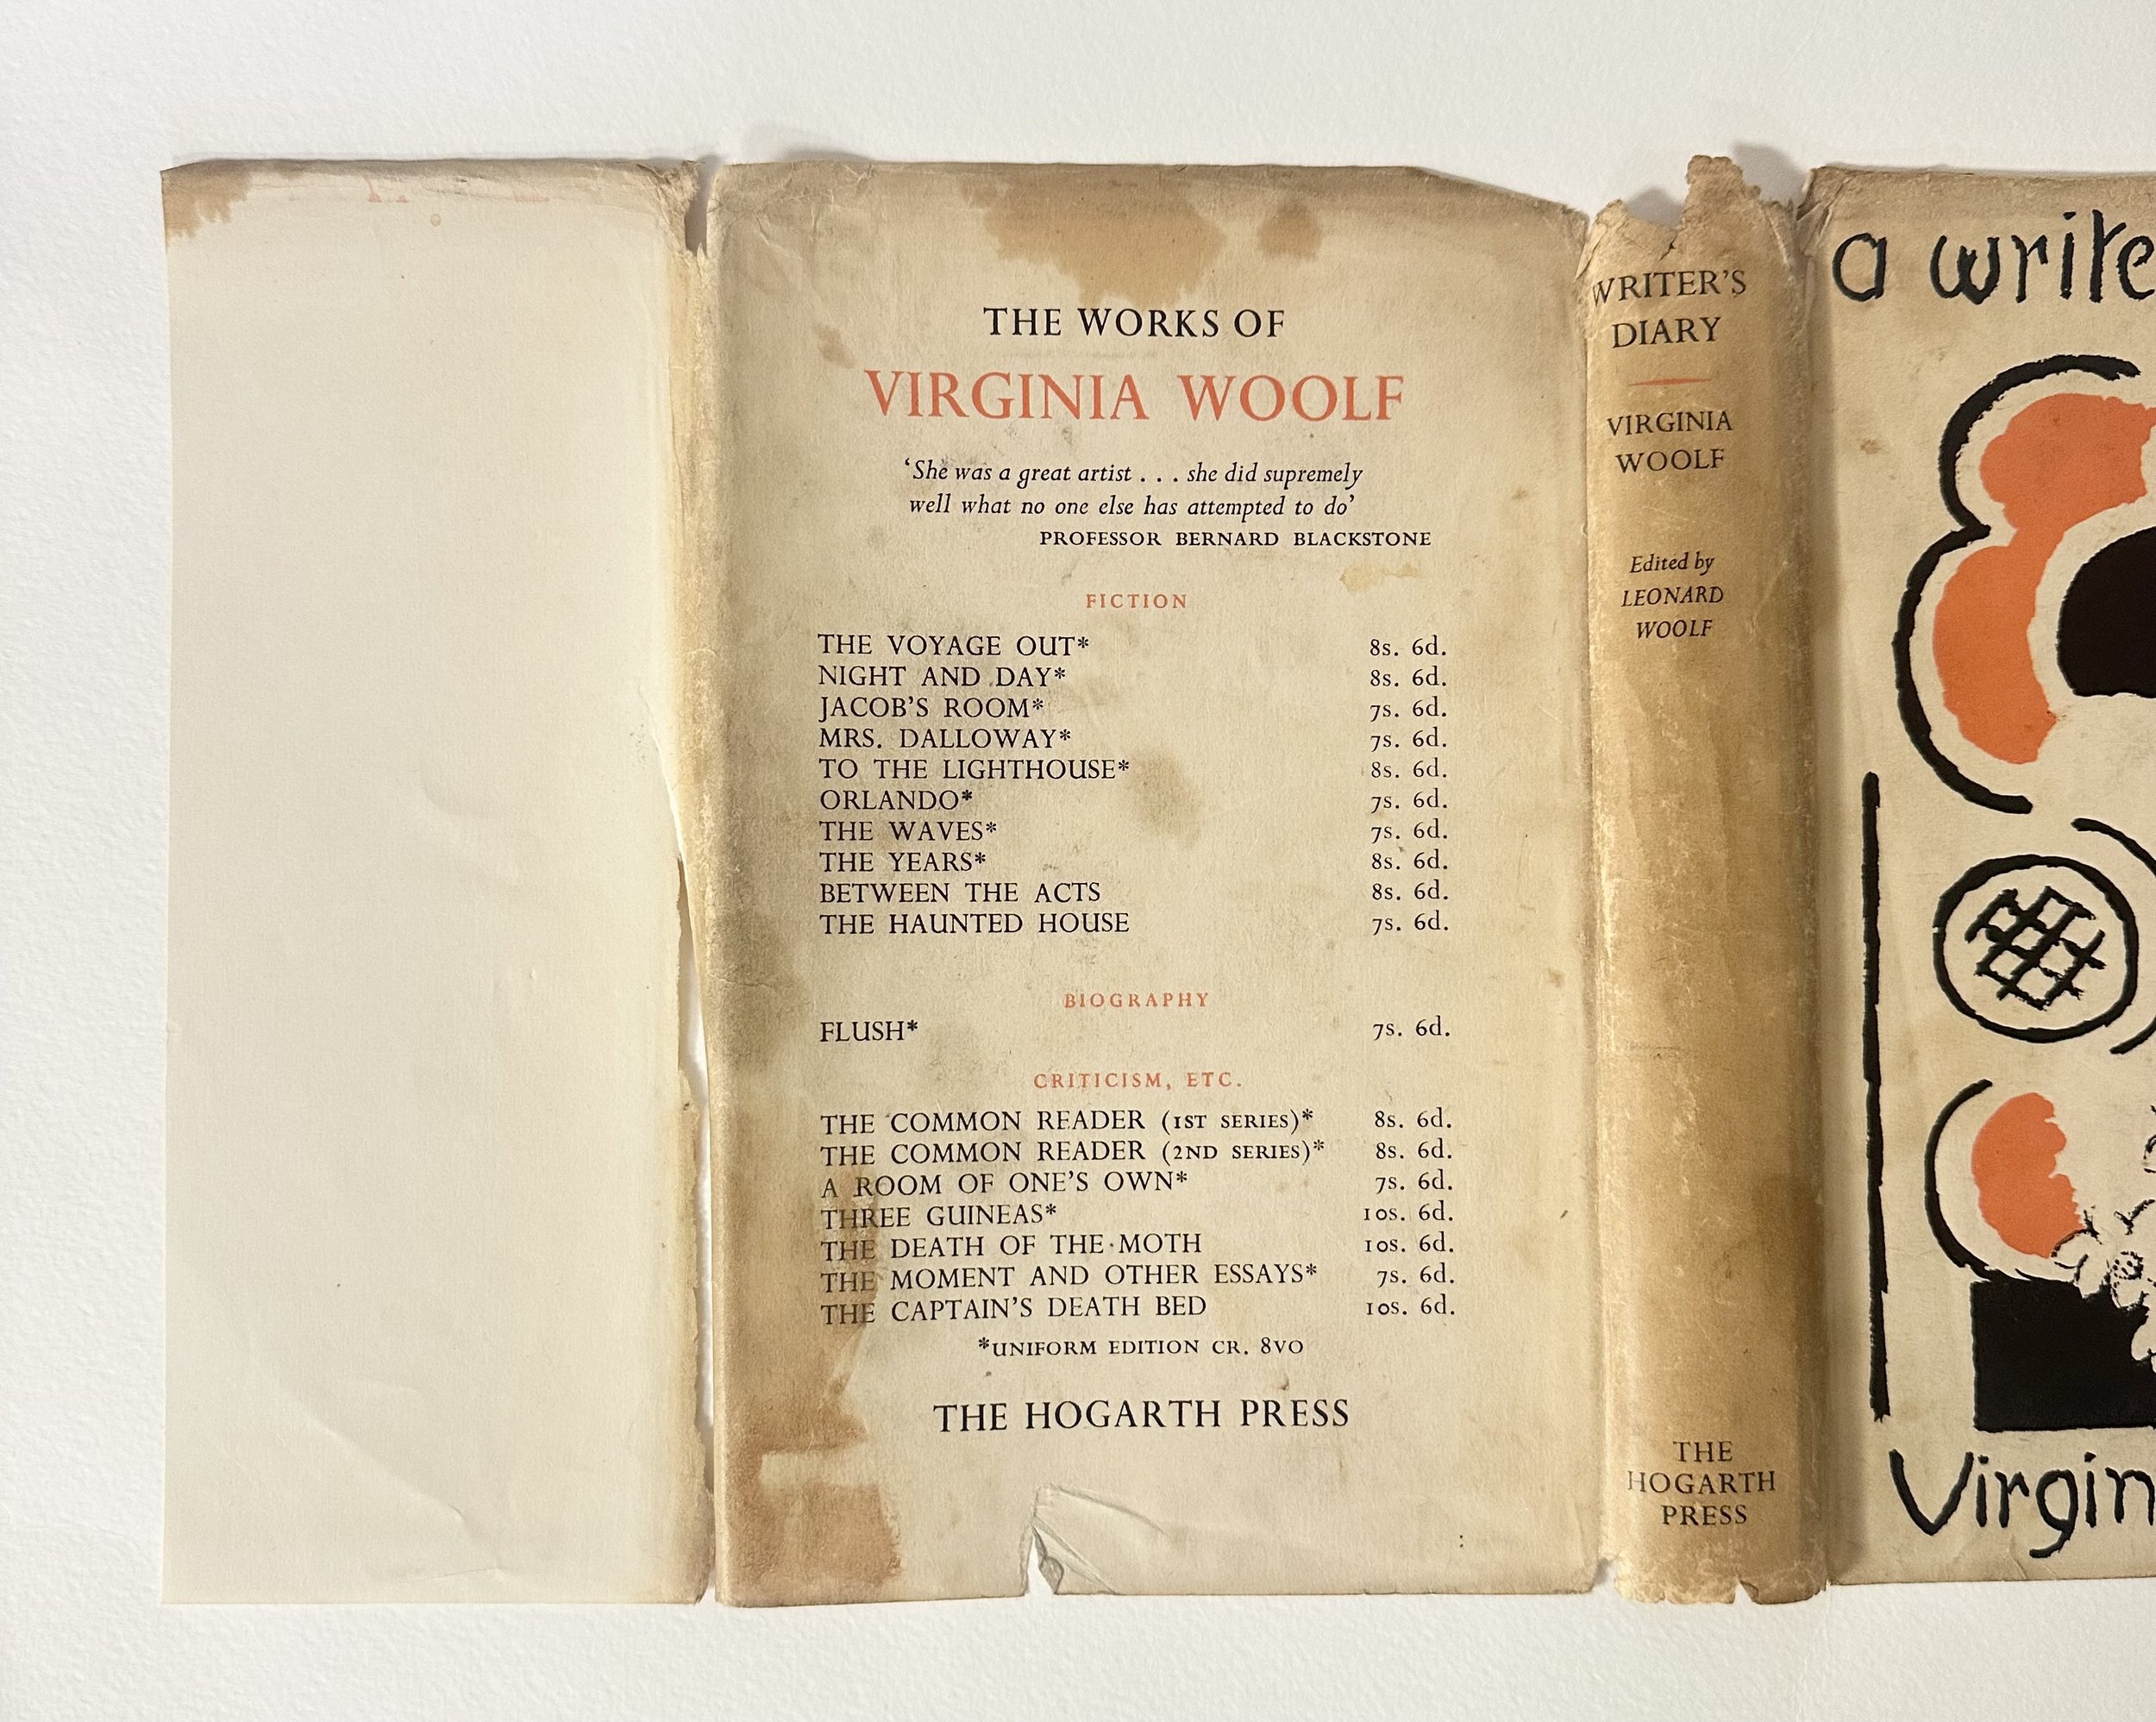 THE WORKS OF
VIRGINIA WOOLF
‘She was a great artist . . . she did supremely
well what no one else has attempted to do’
PROFESSOR BERNARD BLACKSTONE
FICTION
THE VOYAGE OUT* 8s. 6d.
NIGHT AND DAY* 8s. 6d.
JACOB'S ROOM* 7s. 6d.
MRS. DALLOWAY* 7s. 6d.
TO THE LIGHTHOUSE* 8s. 6d.
ORLANDO* 7s. 6d.
THE WAVES* 7s. 6d.
THE YEARS* 8s. 6d.
BETWEEN THE ACTS 8s. 6d.
THE HAUNTED HOUSE 7s. 6d.
BIOGRAPHY
FLUSH* 7s. 6d.
CRITICISM, ETC.
THE COMMON READER (1ST SERIES)* 8s. 6d.
THE COMMON READER (2ND SERIES)* 8s. 6d.
A ROOM OF ONE'S OWN* 7s. 6d.
THREE GUINEAS* 10s. 6d.
THE DEATH OF THE MOTH 10s. 6d.
THE MOMENT AND OTHER ESSAYS* 7s. 6d.
THE CAPTAIN'S DEATH BED 10s. 6d.
*UNIFORM EDITION CR. 8VO
THE HOGARTH PRESS
WRITER'S
DIARY
VIRGINIA
WOOLF
Edited by
LEONARD
WOOLF
THE
HOGARTH
PRESS
a write
Virgin